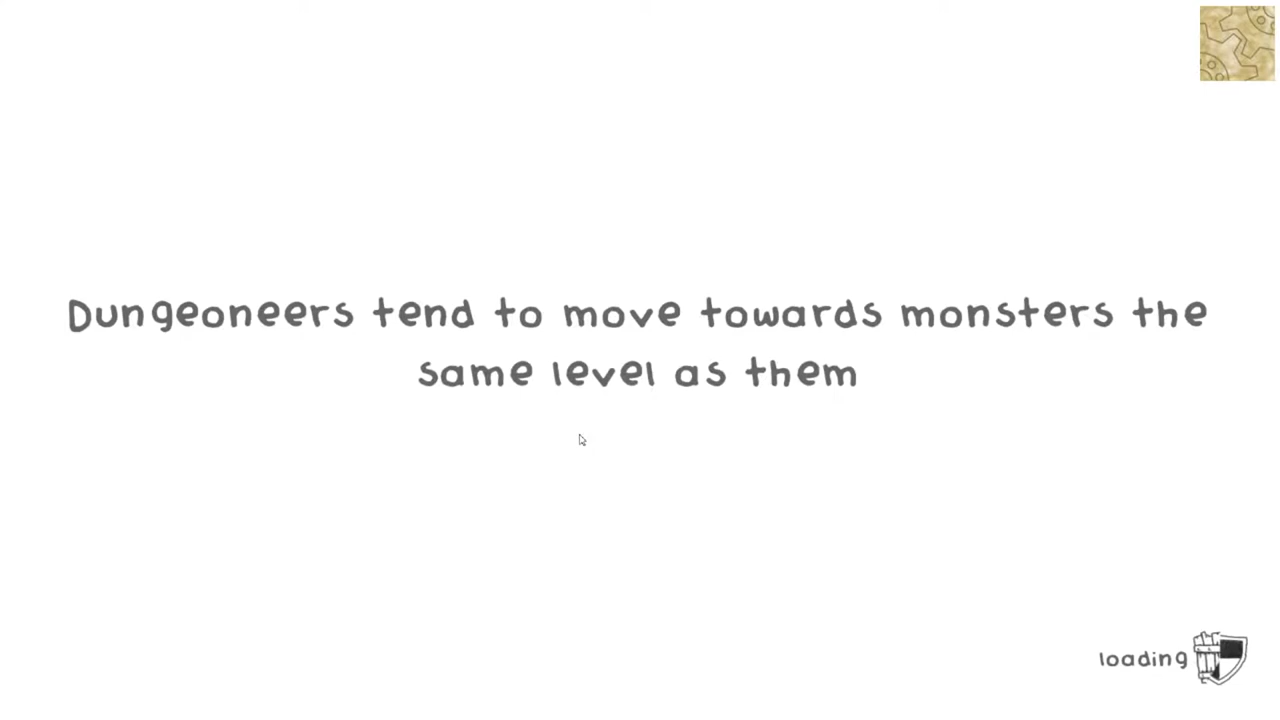 Dungeoneers tend to move towards monsters the
same level as them
loading